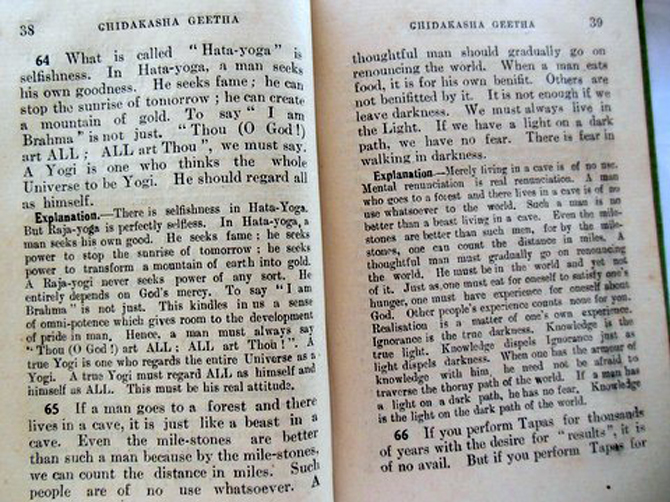 38 CHIDAKASHA GEETHA
64 What is called "Hata-yoga" is
selfishness. In Hata-yoga, a man seeks
his own goodness. He seeks fame; he can
stop the sunrise of tomorrow; he can create
a mountain of gold. To say "I am
Brahma" is not just. "Thou (O God!)
art ALL; ALL art Thou", we must say.
A Yogi is one who thinks the whole
Universe to be Yogi. He should regard all
as himself.
Explanation.—There is selfishness in Hata-Yoga.
But Raja-yoga is perfectly selfless. In Hata-yoga, a
man seeks his own good. He seeks fame; he seeks
power to stop the sunrise of tomorrow; he seeks
power to transform a mountain of earth into gold.
A Raja-yogi never seeks power of any sort. He
entirely depends on God's mercy. To say "I am
Brahma" is not just. This kindles in us a sense
of omni-potence which gives room to the development
of pride in man. Hence, a man must always say
"Thou (O God!) art ALL: ALL art Thou!". A
true Yogi is one who regards the entire Universe as a
Yogi. A true Yogi must regard ALL as himself and
himself as ALL. This must be his real attitude.
65 If a man goes to a forest and there
lives in a cave, it is just like a beast in a
cave. Even the mile-stones are better
than such a man because by the mile-stones,
we can count the distance in miles. Such
people are of no use whatsoever. A
CHIDAKASHA GEETHA 39
thoughtful man should gradually go on
renouncing the world. When a man eats
food, it is for his own benifit. Others are
not benifitted by it. It is not enough if we
leave darkness. We must always live in
the Light. If we have a light on a dark
path, we have no fear. There is fear in
walking in darkness.
Explanation.—Merely living in a cave is of no use.
Mental renunciation is real renunciation. A man
who goes to a forest and there lives in a cave is of no
use whatsoever to the world. Such a man is no
better than a beast living in a cave. Even the mile-
stones are better than such men, for by the mile-
stones, one can count the distance in miles. A
thoughtful man must gradually go on renouncing
the world. He must be in the world and yet not
of it. Just as one must eat for oneself to satisfy one's
hunger, one must have experience for oneself about
God. Other people's experience counts none for you.
Realisation is a matter of one's own experience.
Ignorance is the true darkness. Knowledge is the
true light. Knowledge dispels Ignorance just as
light dispels darkness. When one has the armour of
knowledge with him, he need not be afraid to
traverse the thorny path of the world. If a man has
a light on a dark path, he has no fear. Knowledge
is the light on the dark path of the world.
66 If you perform Tapas for thousands
of years with the desire for "results", it is
of no avail. But if you perform Tapas for